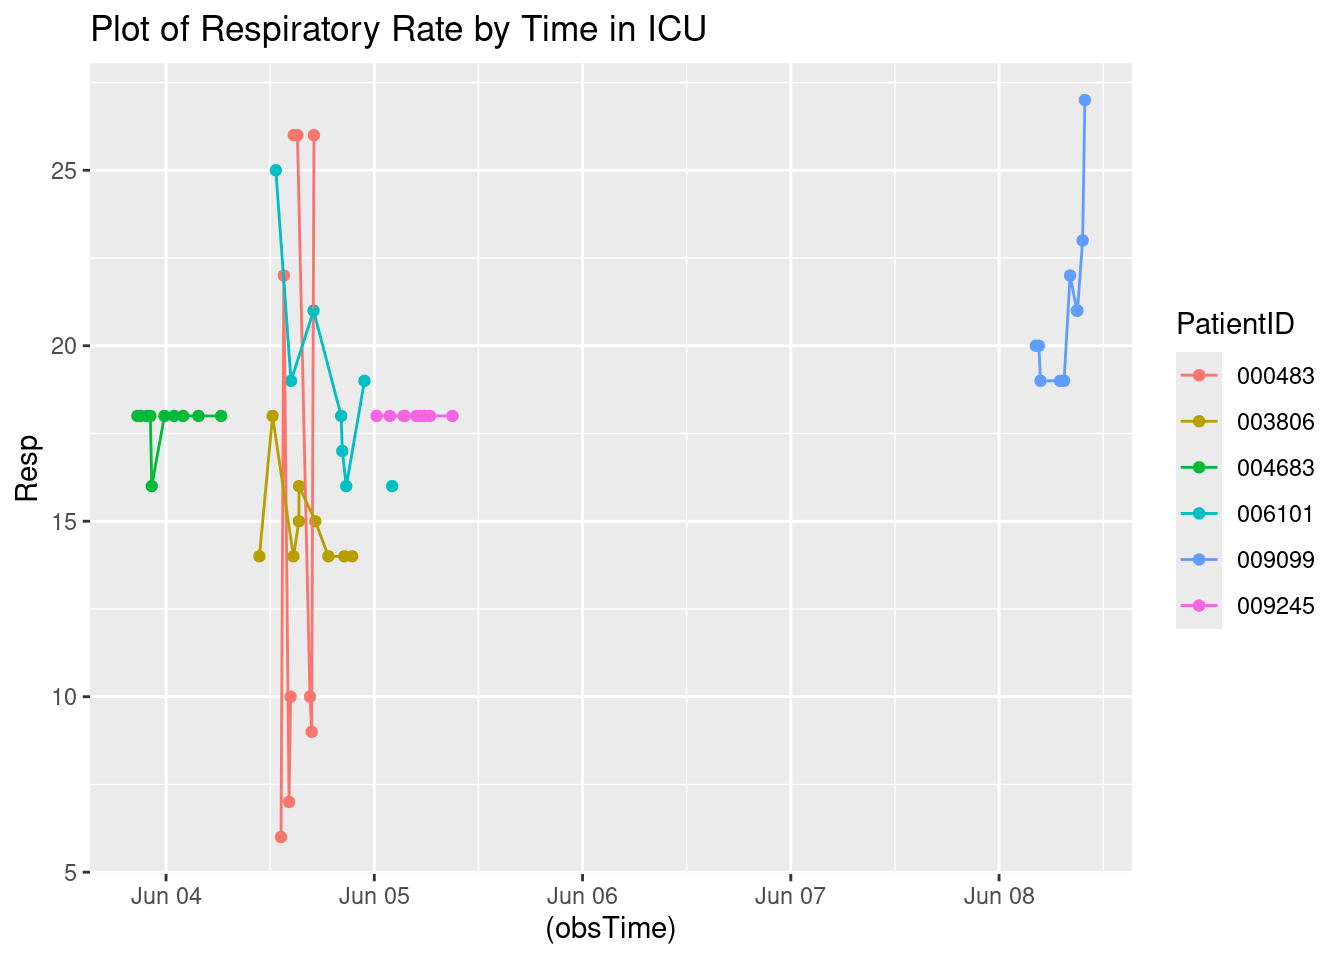 Plot of Respiratory Rate by Time in ICU
25
20
15
10
5
Resp
Jun 04
Jun 05
Jun 06
Jun 07
Jun 08
(obsTime)
PatientID
000483
003806
004683
006101
009099
009245